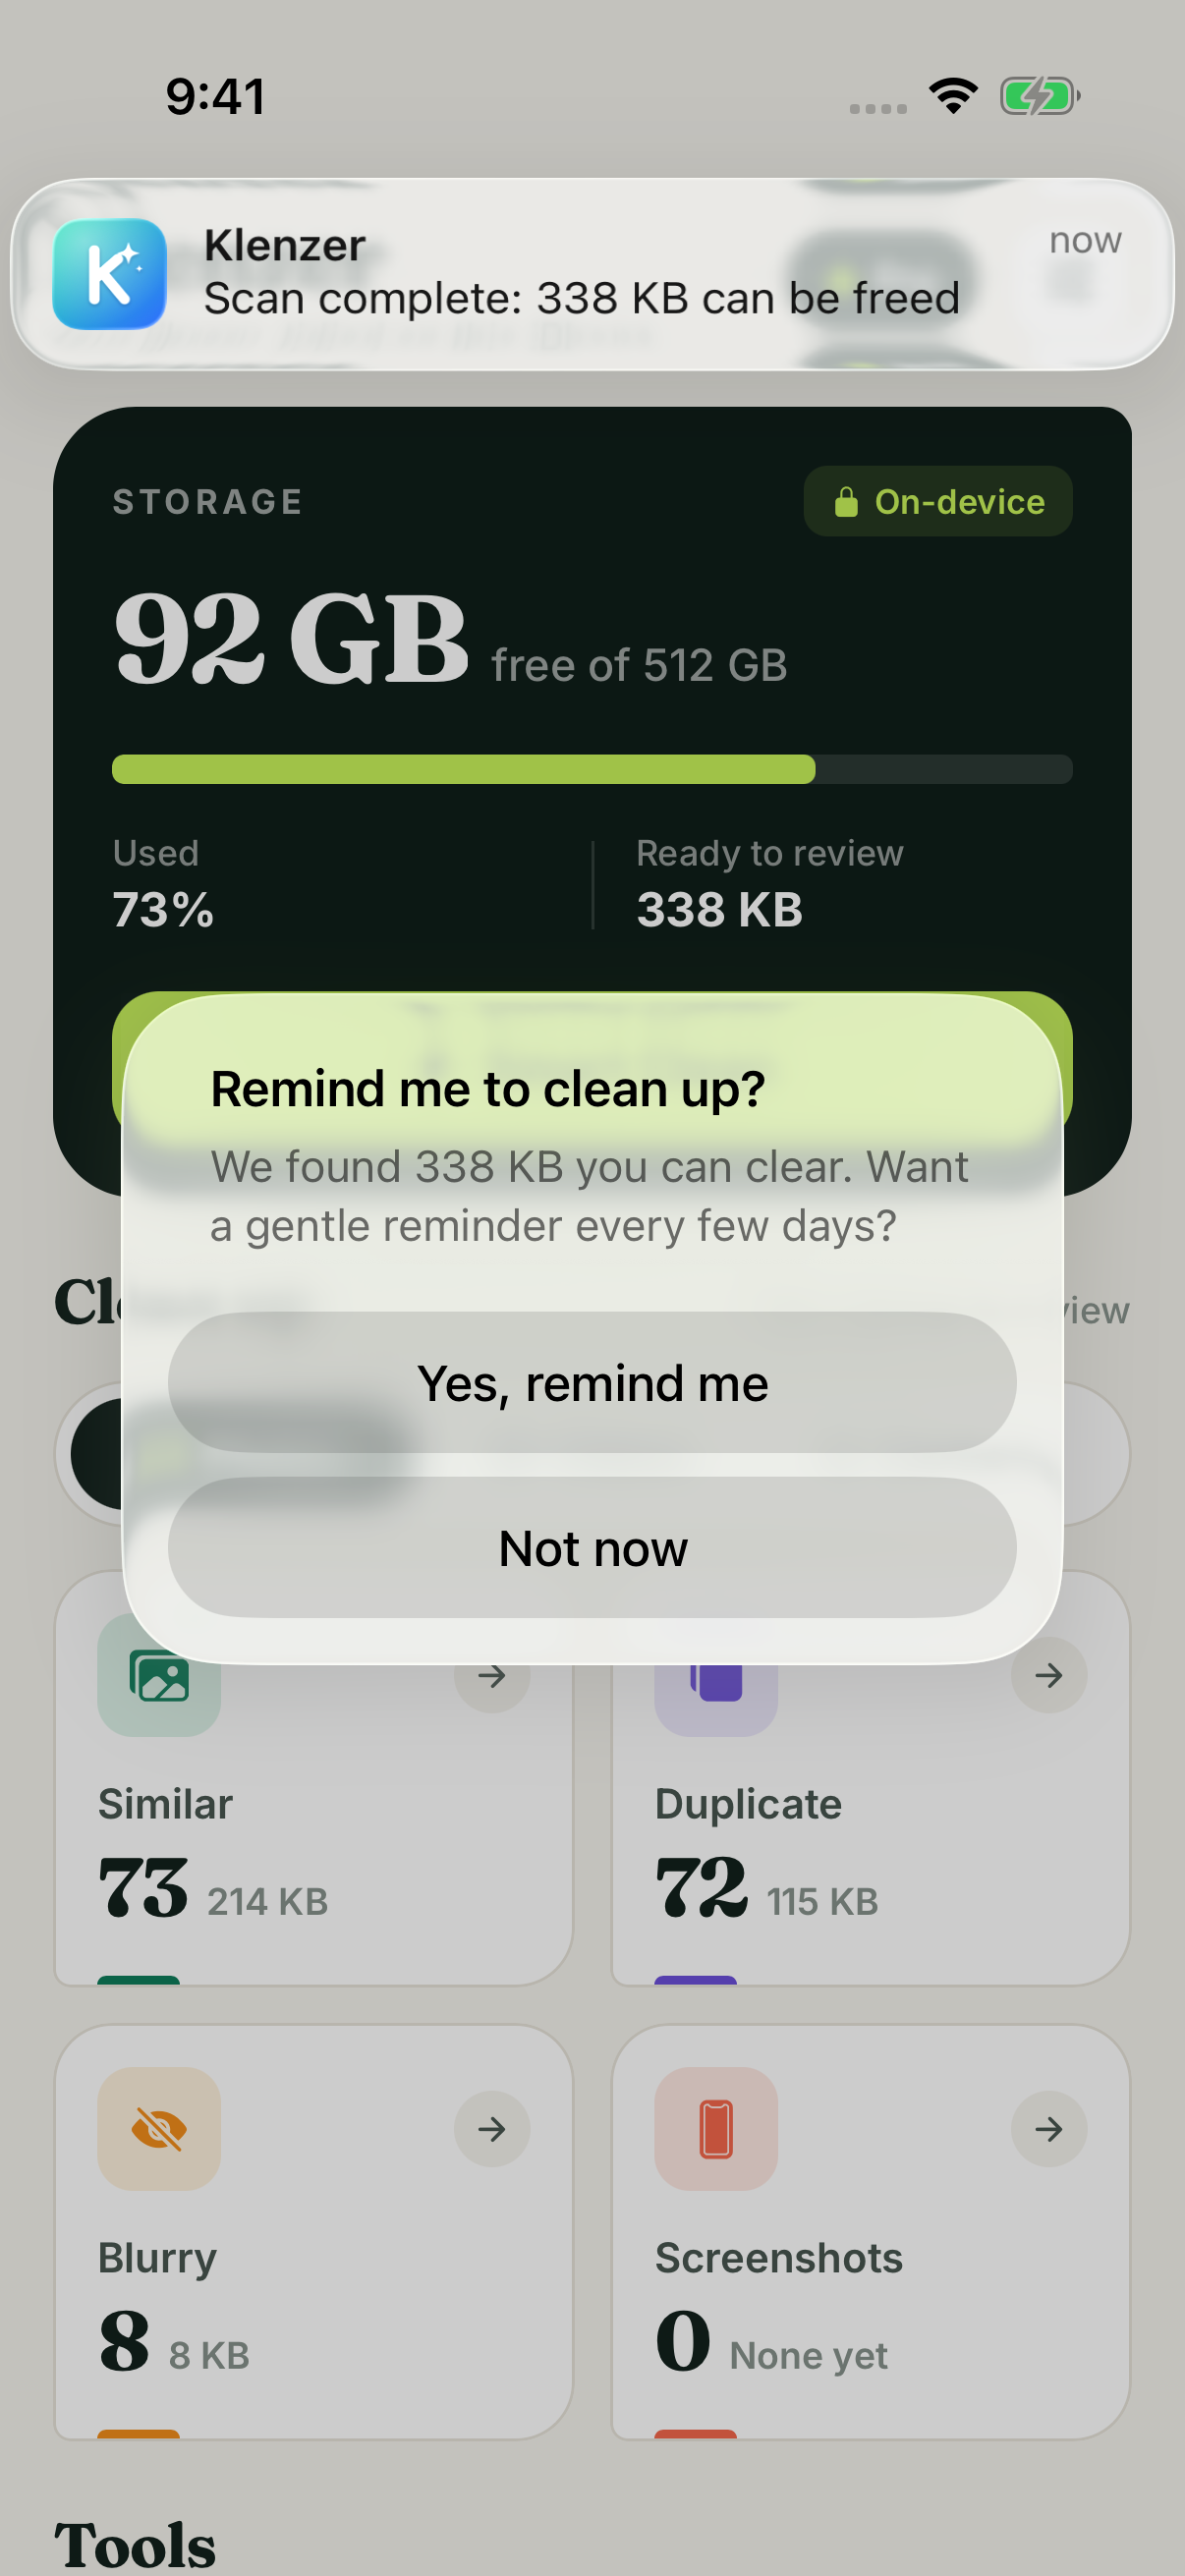 9:41
Klenzer
now
Scan complete: 338 KB can be freed
STORAGE
On-device
92 GB free of 512 GB
Used
73%
Ready to review
338 KB
Remind me to clean up?
We found 338 KB you can clear. Want
a gentle reminder every few days?
Yes, remind me
Not now
Similar
73 214 KB
Duplicate
72 115 KB
Blurry
8 8 KB
Screenshots
0 None yet
Tools